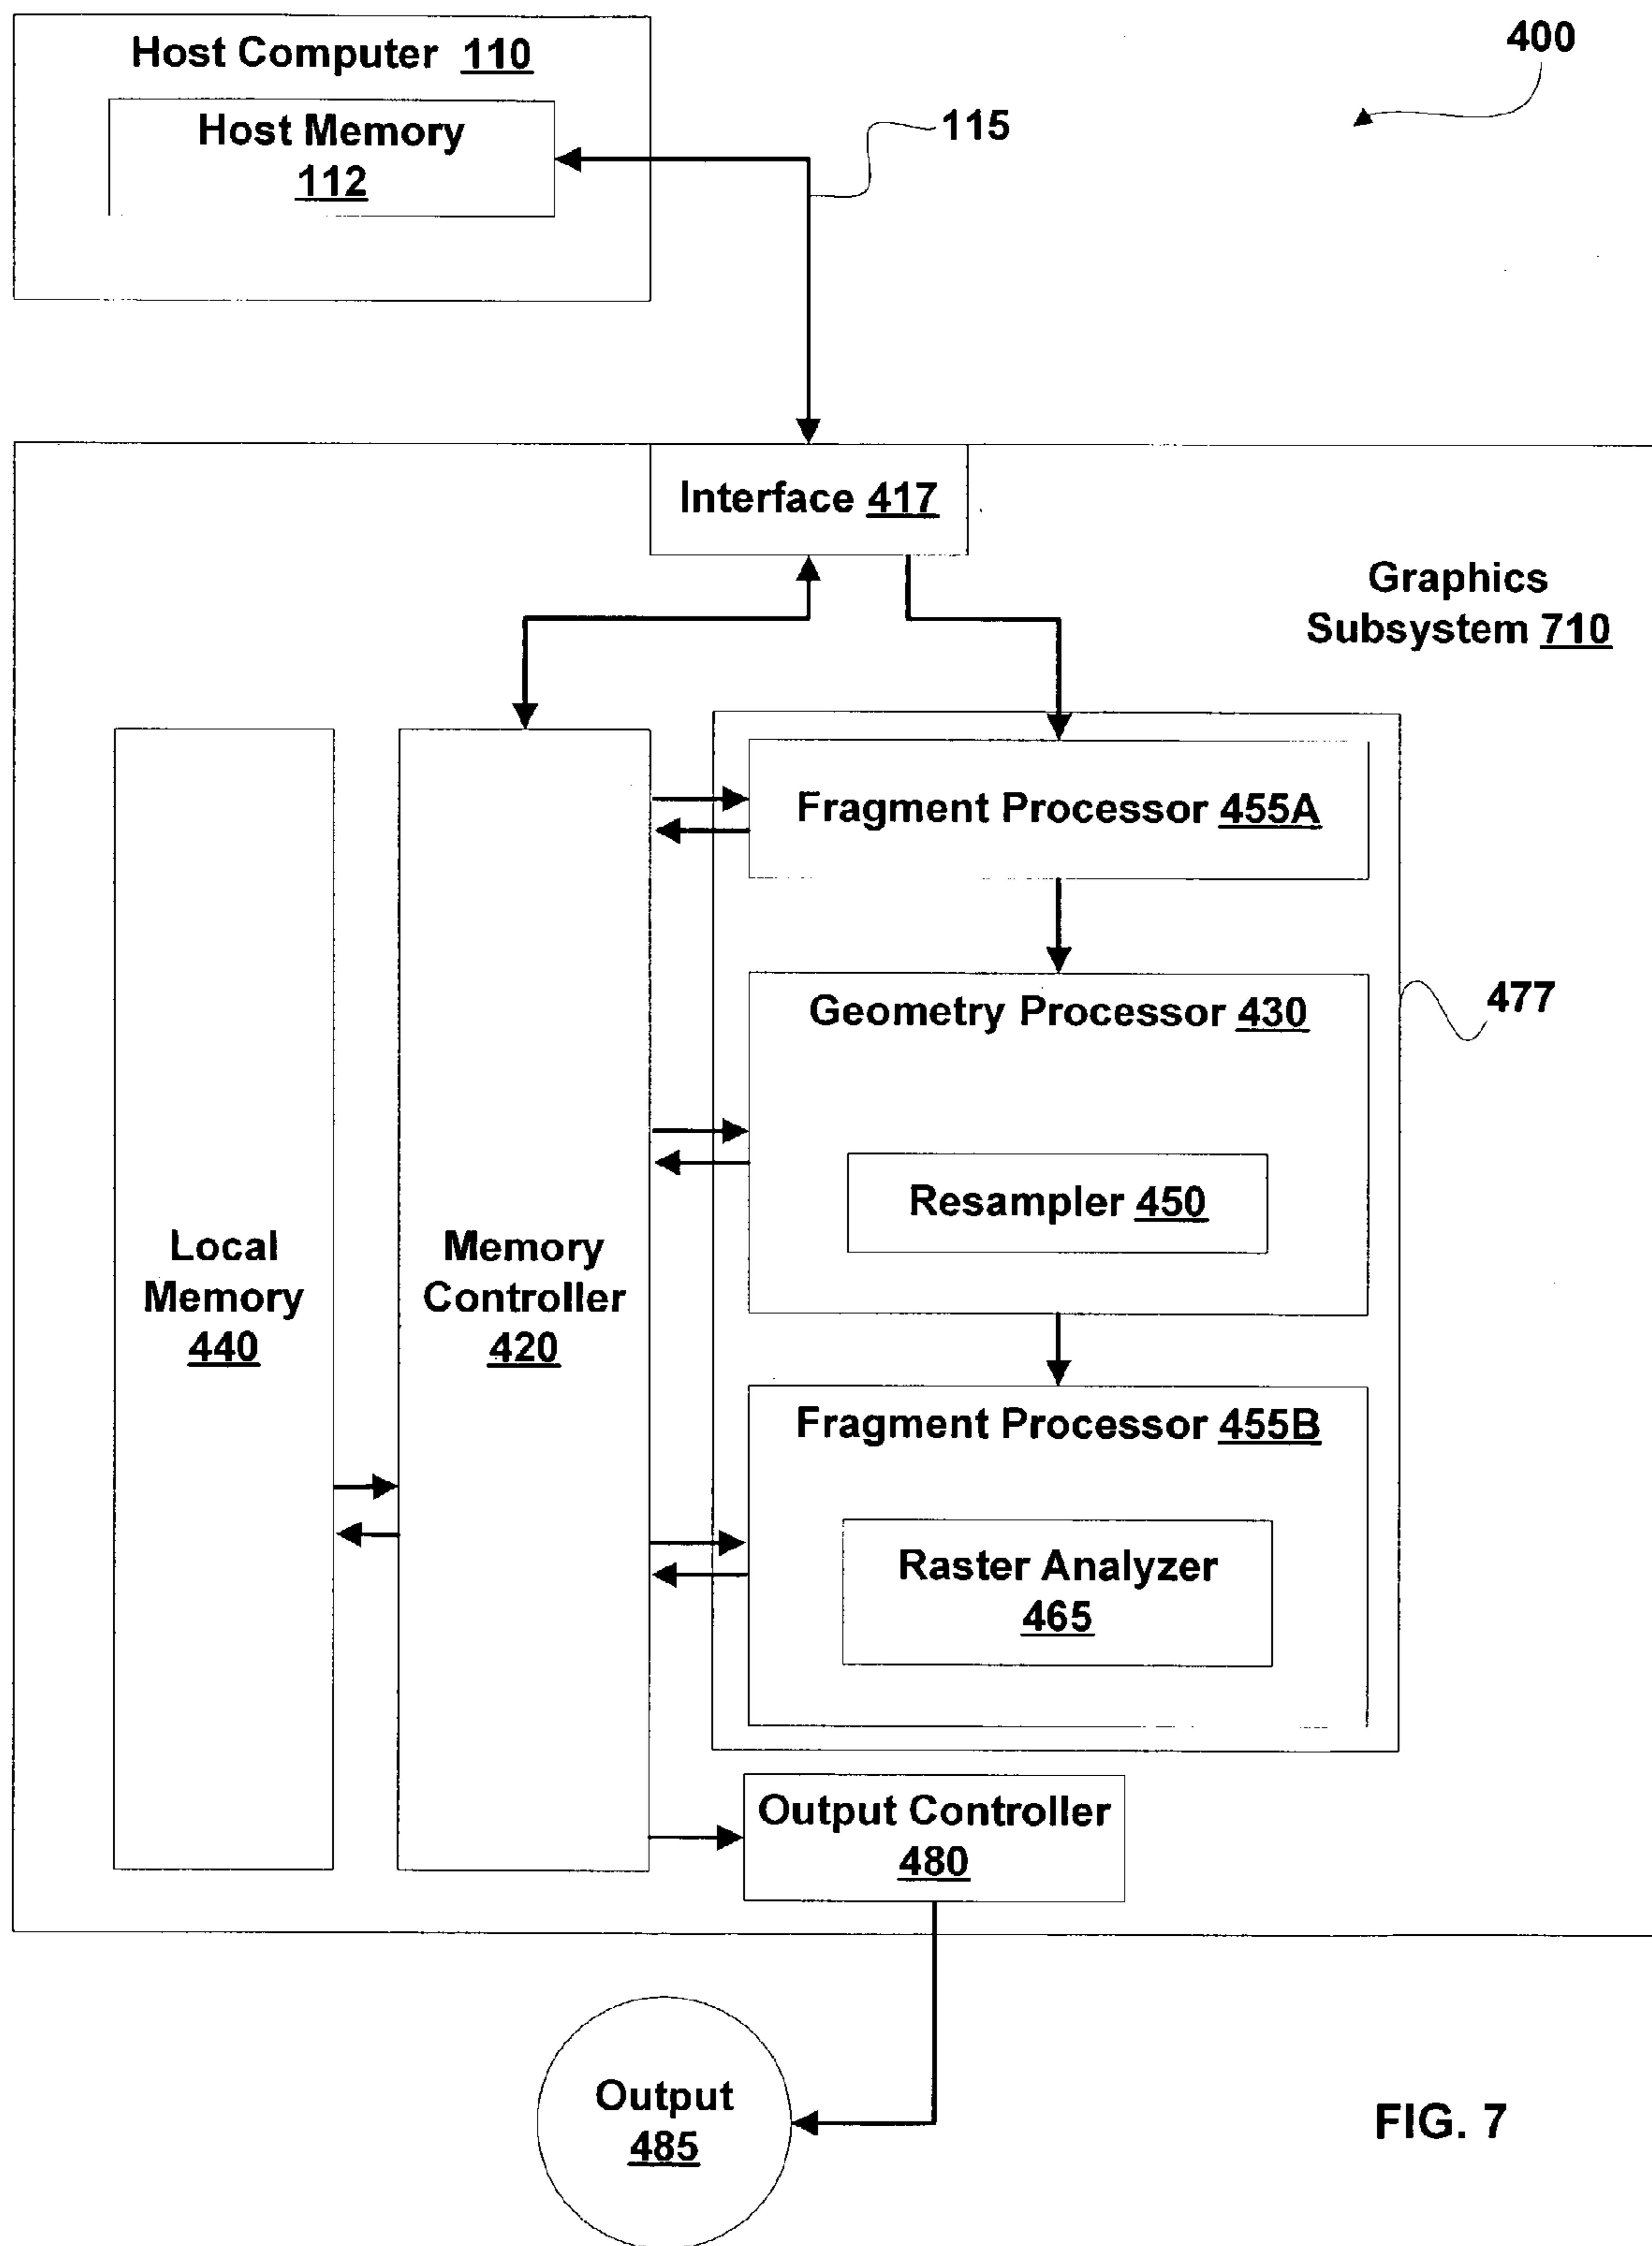 Host Computer 110
400
Host Memory
112
115
Interface 417
Graphics
Subsystem 710
Fragment Processor 455A
Geometry Processor 430
477
Resampler 450
Local
Memory
440
Memory
Controller
420
Fragment Processor 455B
Raster Analyzer
465
Output Controller
480
Output
485
FIG. 7